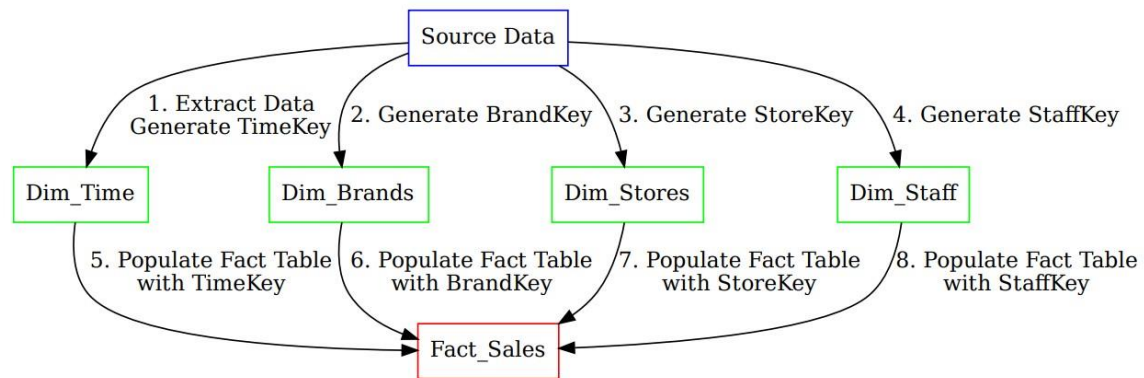 Source Data
1. Extract Data
Generate TimeKey
2. Generate BrandKey
3. Generate StoreKey
4. Generate StaffKey
Dim_Time
Dim_Brands
Dim_Stores
Dim_Staff
5. Populate Fact Table
with TimeKey
6. Populate Fact Table
with BrandKey
7. Populate Fact Table
with StoreKey
8. Populate Fact Table
with StaffKey
Fact_Sales